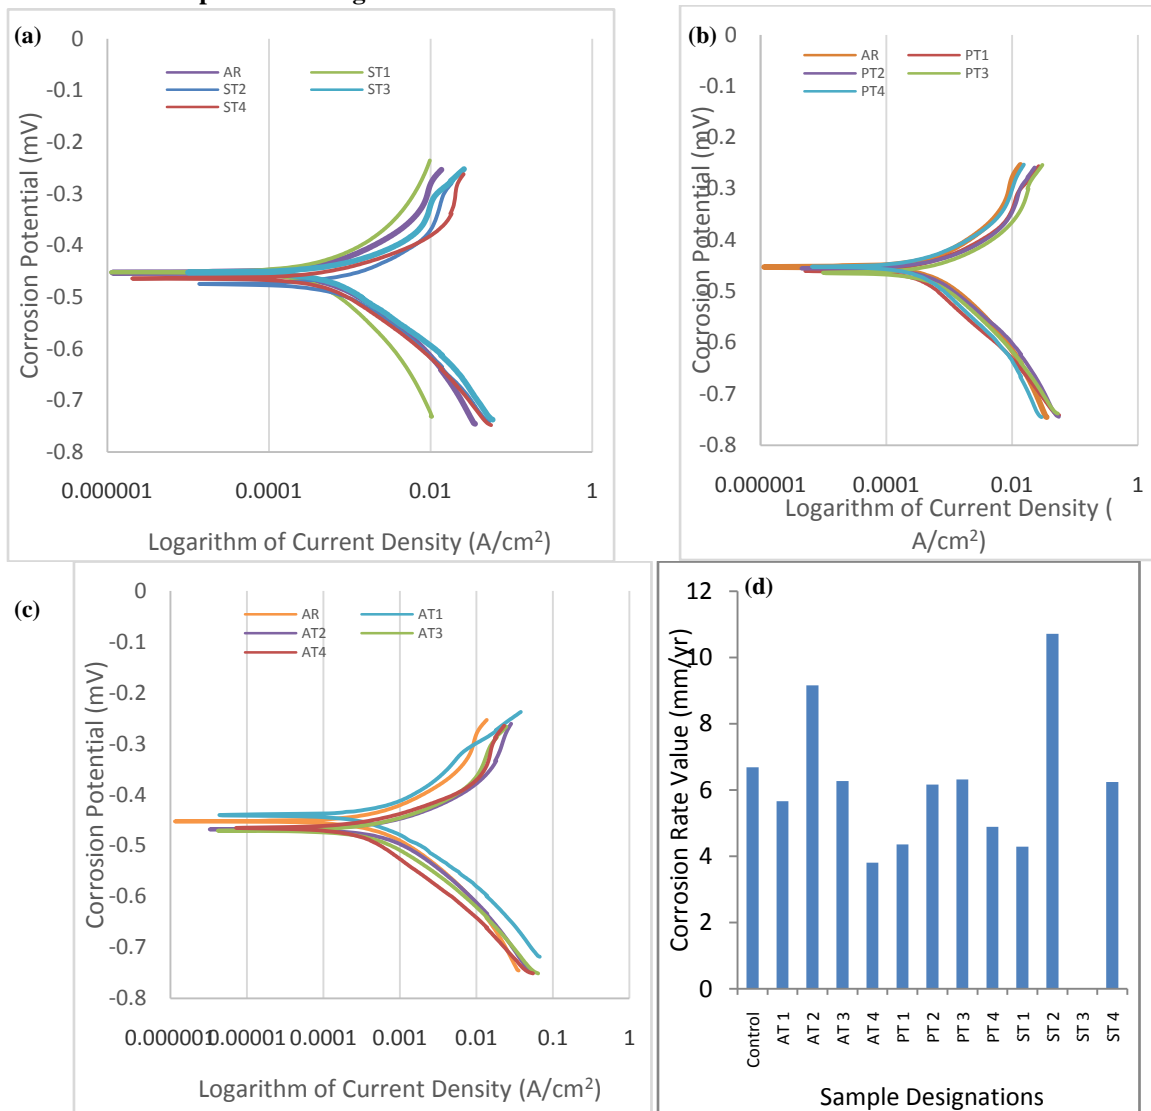 (a)
0
-0.1
-0.2
-0.3
-0.4
-0.5
-0.6
-0.7
-0.8
Corrosion Potential (mV)
AR
ST1
ST2
ST3
ST4
0.000001
0.0001
0.01
1
Logarithm of Current Density (A/cm²)
(b)
0
-0.1
-0.2
-0.3
-0.4
-0.5
-0.6
-0.7
-0.8
Corrosion Potential (mV)
AR
PT1
PT2
PT3
PT4
0.000001
0.0001
0.01
1
Logarithm of Current Density (
A/cm²)
(c)
0
-0.1
-0.2
-0.3
-0.4
-0.5
-0.6
-0.7
-0.8
Corrosion Potential (mV)
AR
AT1
AT2
AT3
AT4
0.000001
0.00001
0.0001
0.001
0.01
0.1
1
Logarithm of Current Density (A/cm²)
(d)
12
10
8
6
4
2
0
Corrosion Rate Value (mm/yr)
Control
AT 1
AT 2
AT 3
AT 4
PT 1
PT 2
PT 3
PT 4
ST 1
ST 2
ST 3
ST 4
Sample Designations